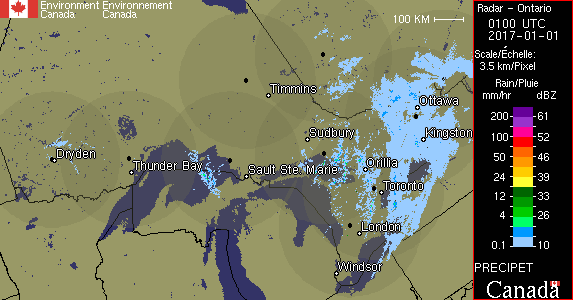 Environment Environnement
Canada Canada
100 KM
Radar - Ontario
0100 UTC
2017-01-01
Scale/Échelle:
3.5 km/Pixel
Rain/Pluie
mm/hr dBZ
200 61
100 52
50 46
24 39
12 33
4 26
0.1 10
PRECIPET
Canada
Timmins
Ottawa
Sudbury
Kingston
Dryden
Thunder Bay
Sault Ste. Marie
Orillia
Toronto
London
Windsor